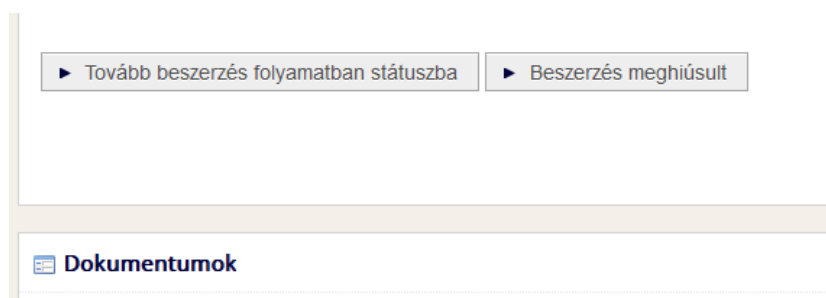 Tovább beszerzés folyamatban státuszba
Beszerzés meghiúsult
Dokumentumok